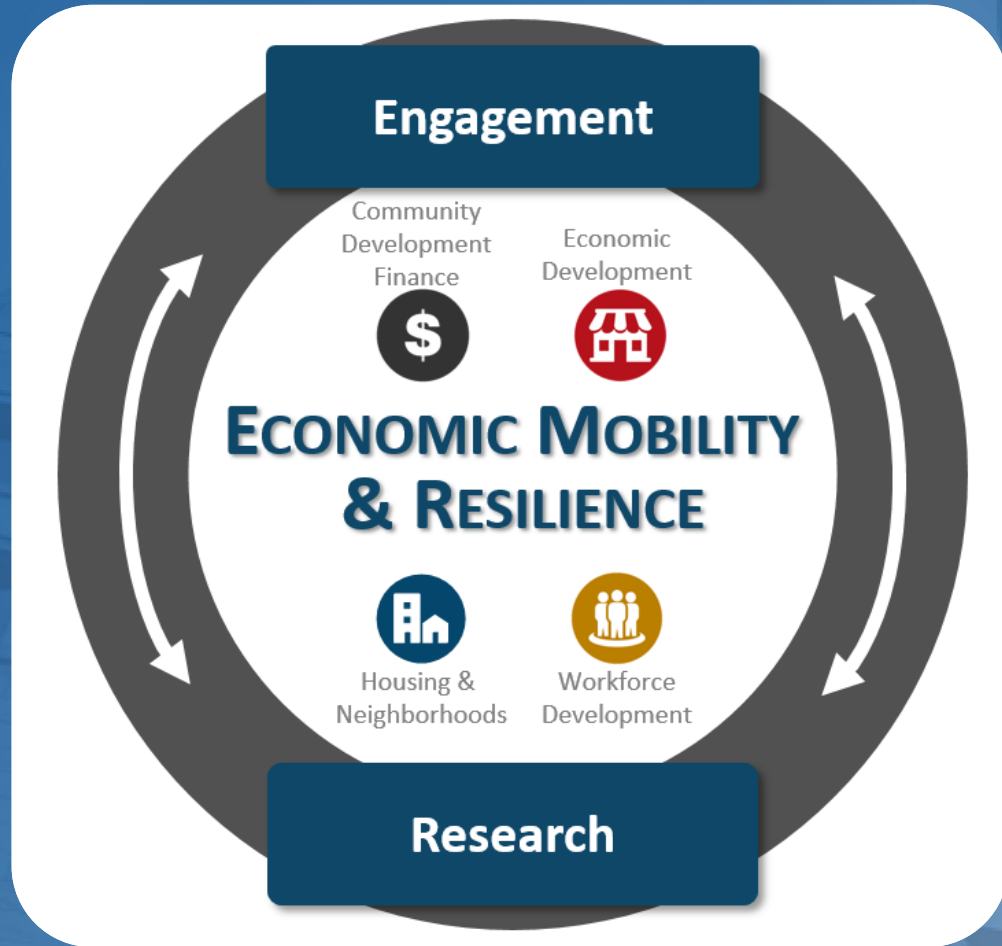 Engagement
Community
Development
Finance
Economic
Development
$
ECONOMIC MOBILITY
& RESILIENCE
Housing &
Neighborhoods
Workforce
Development
Research